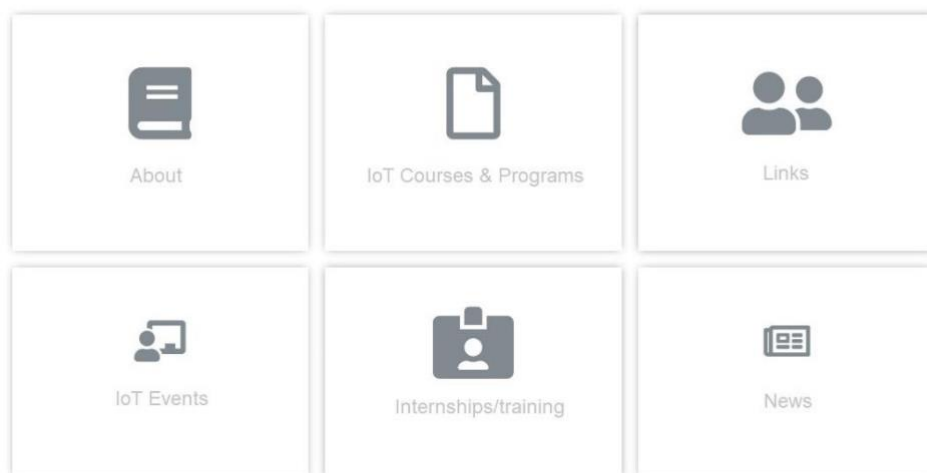 About
IoT Courses & Programs
Links
IoT Events
Internships/training
News